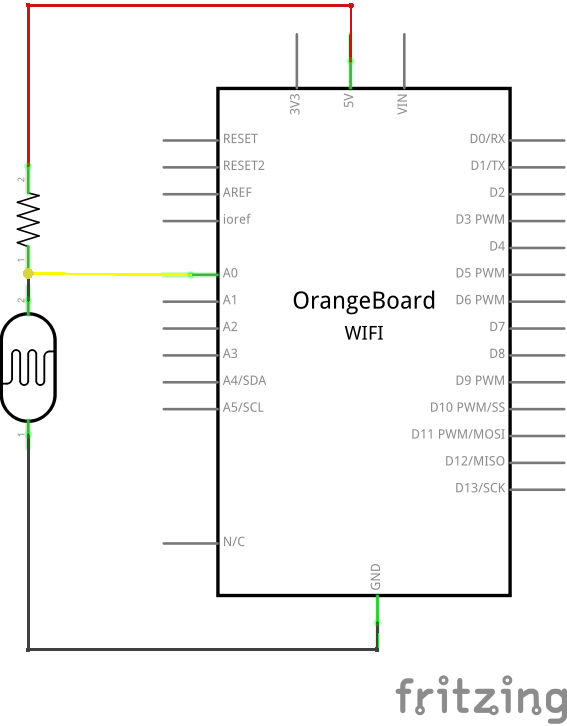 3V3
5V
VIN
RESET
D0/RX
RESET2
D1/TX
AREF
D2
ioref
D3 PWM
D4
A0
D5 PWM
A1
D6 PWM
A2
D7
A3
D8
A4/SDA
D9 PWM
A5/SCL
D10 PWM/SS
D11 PWM/MOSI
D12/MISO
D13/SCK
N/C
GND
OrangeBoard
WIFI
2
1
2
1
fritzing